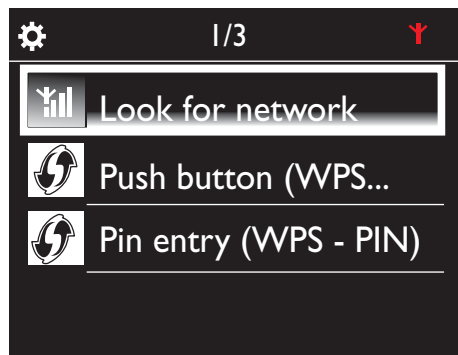 1/3
Look for network
Push button (WPS...
Pin entry (WPS - PIN)